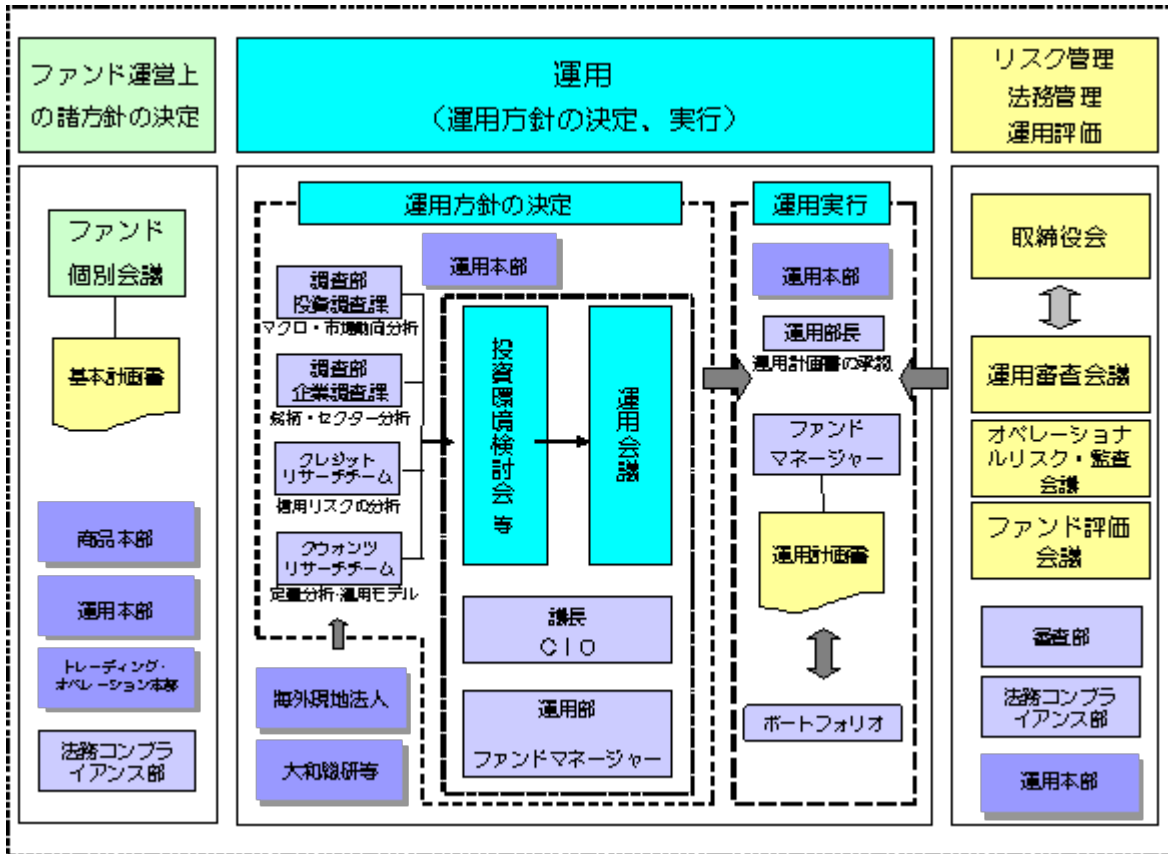 ファンド運営上
の諸方針の決定
運用
（運用方針の決定、実行）
リスク管理
法務管理
運用評価
ファンド
個別会議
基本計画書
商品本部
運用本部
トレーディング・
オペレーション本部
法務コンプラ
イアンス部
運用方針の決定
運用本部
調査部
投資調査課
マクロ・市場動向分析
調査部
企業調査課
銘柄・セクター分析
クレジット
リサーチチーム
信用リスクの分析
クウォンツ
リサーチチーム
定量分析・運用モデル
海外現地法人
大和総研等
投資環境検討会 等
運用会議
議長
ＣＩＯ
運用部
ファンドマネージャー
運用実行
運用本部
運用部長
運用計画書の承認
ファンド
マネージャー
運用計画書
ポートフォリオ
取締役会
運用審査会議
オペレーショナ
ルリスク・監査
会議
ファンド評価
会議
審査部
法務コンプラ
イアンス部
運用本部